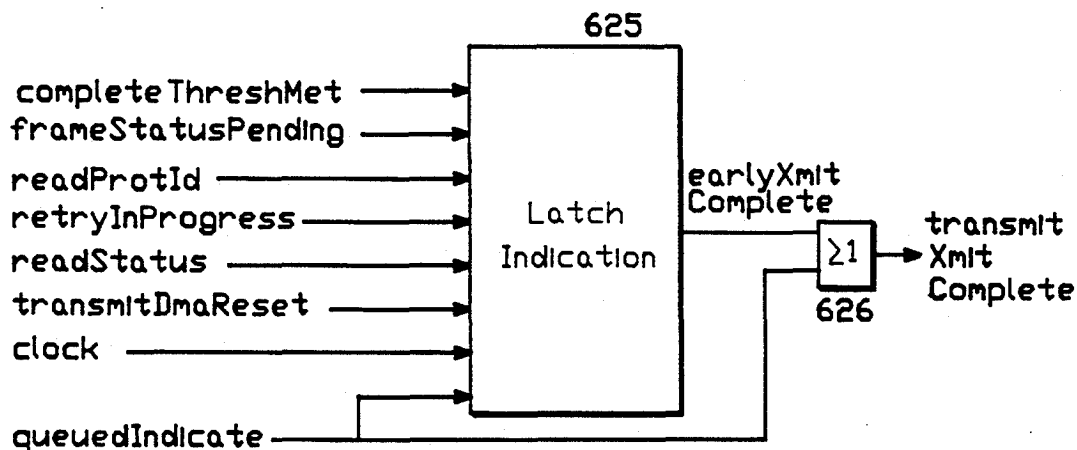 625
completeThreshMet
frameStatusPending
readProtId
retryInProgress
readStatus
transmitDmaReset
clock
queuedIndicate
Latch
Indication
earlyXmit
Complete
≥1
626
transmit
Xmit
Complete